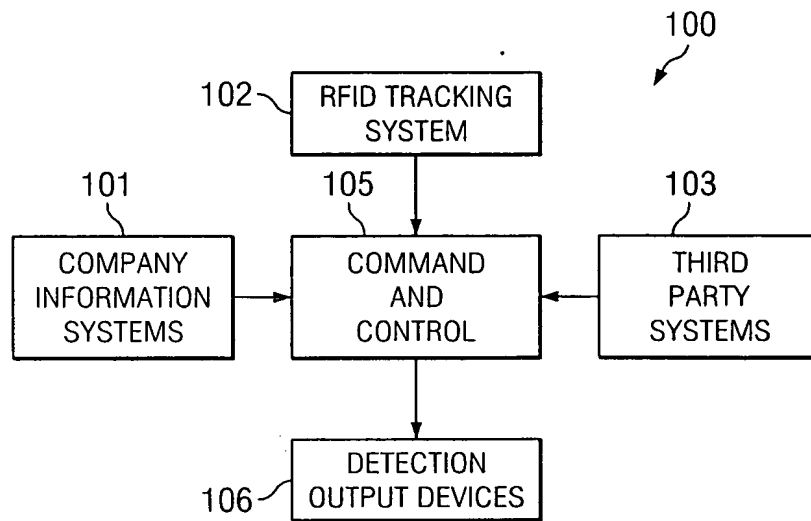 100
102
RFID TRACKING
SYSTEM
101
105
103
COMPANY
INFORMATION
SYSTEMS
COMMAND
AND
CONTROL
THIRD
PARTY
SYSTEMS
106
DETECTION
OUTPUT DEVICES